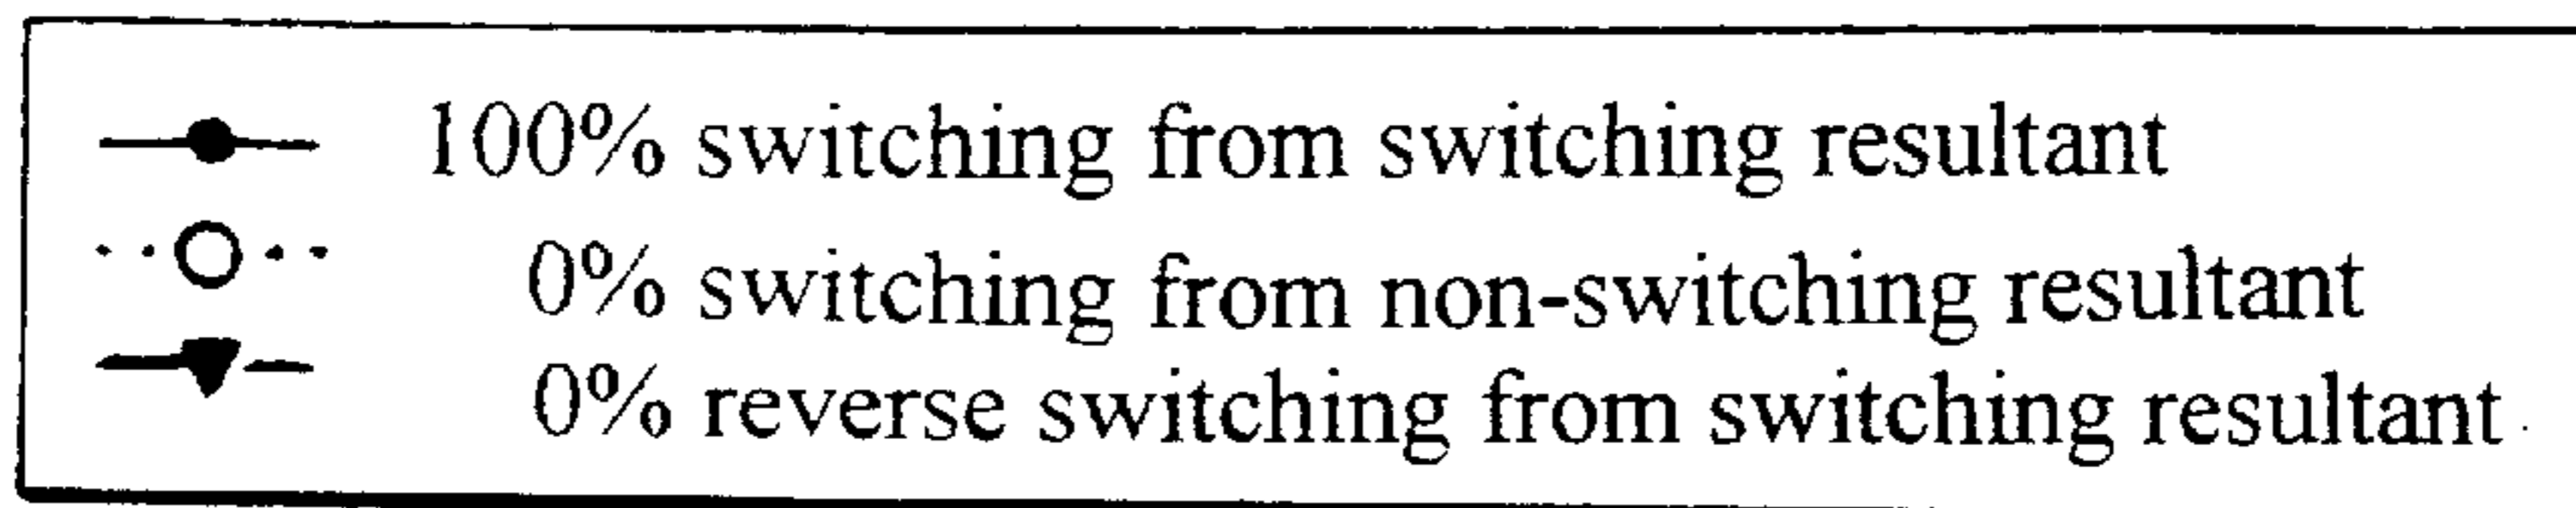 100% switching from switching resultant
0% switching from non-switching resultant
0% reverse switching from switching resultant